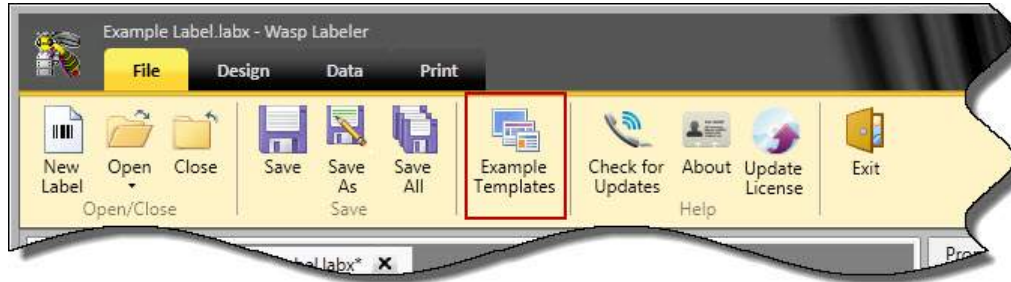 Example Label.labx - Wasp Labeler
File Design Data Print
New Label
Open
Close
Save
Save As
Save All
Example Templates
Check for Updates
About
Update License
Exit
Open/Close
Save
Help
labx*